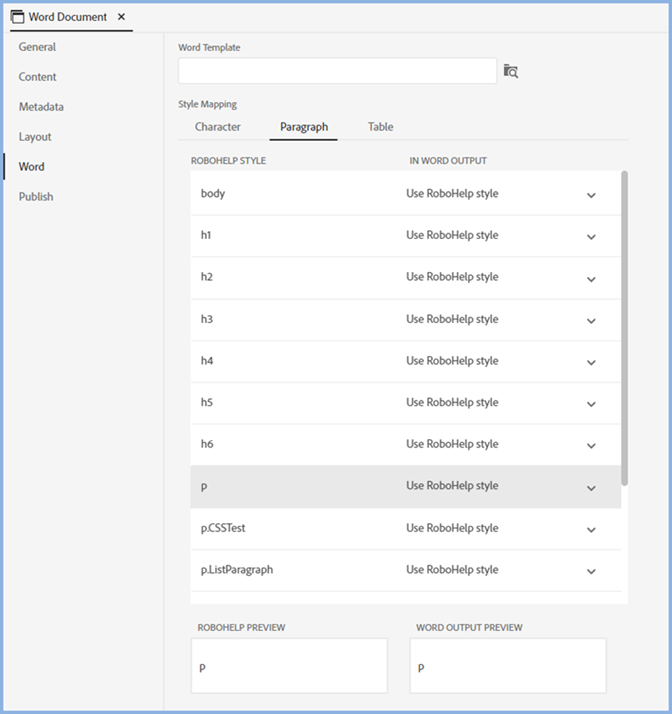 Word Document ✕
General
Content
Metadata
Layout
Word
Publish
Word Template
Style Mapping
Character Paragraph Table
ROBOHELP STYLE IN WORD OUTPUT
body Use RoboHelp style
h1 Use RoboHelp style
h2 Use RoboHelp style
h3 Use RoboHelp style
h4 Use RoboHelp style
h5 Use RoboHelp style
h6 Use RoboHelp style
p Use RoboHelp style
p.CSSTest Use RoboHelp style
p.ListParagraph Use RoboHelp style
ROBOHELP PREVIEW WORD OUTPUT PREVIEW
p p